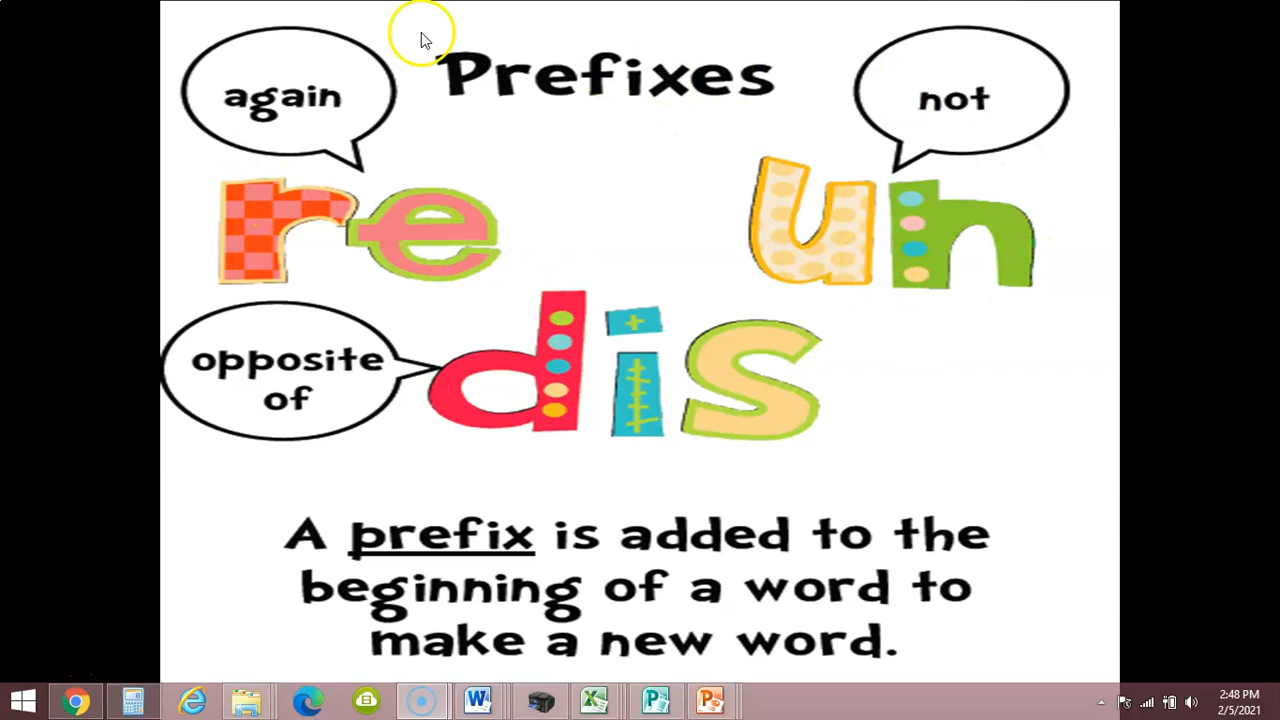 Prefixes
again
not
re
un
opposite
of
dis
A prefix is added to the
beginning of a word to
make a new word.
2:48 PM
2/5/2021